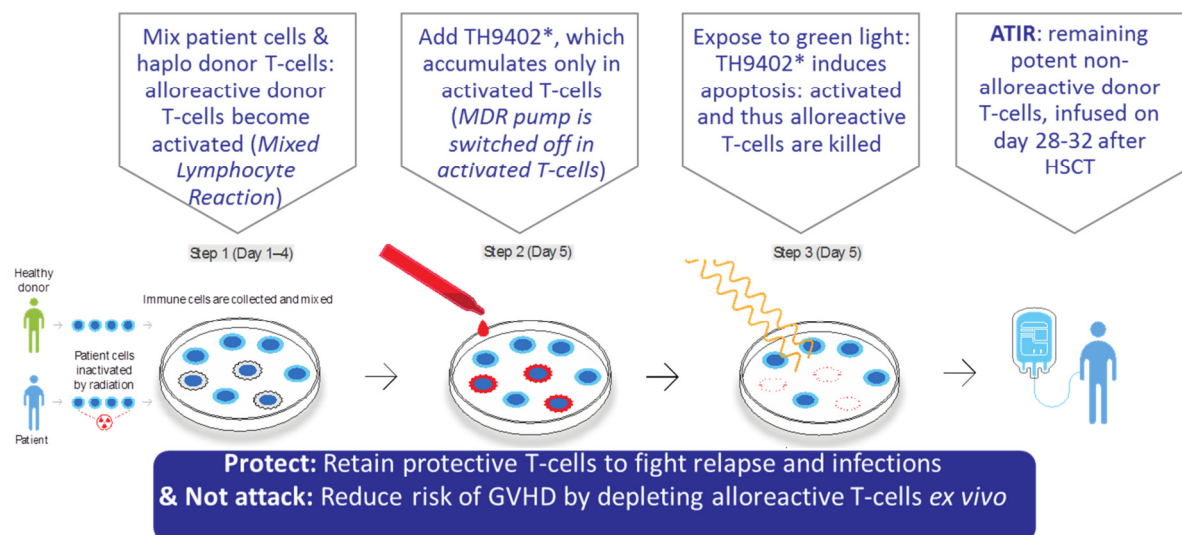 Mix patient cells &
haplo donor T-cells:
alloreactive donor
T-cells become
activated (Mixed
Lymphocyte
Reaction)
Add TH9402*, which
accumulates only in
activated T-cells
(MDR pump is
switched off in
activated T-cells)
Expose to green light:
TH9402* induces
apoptosis: activated
and thus alloreactive
T-cells are killed
ATIR: remaining
potent non-
alloreactive donor
T-cells, infused on
day 28-32 after
HSCT
Step 1 (Day 1–4)
Step 2 (Day 5)
Step 3 (Day 5)
Healthy
donor
Immune cells are collected and mixed
Patient cells
inactivated
by radiation
Patient
Protect: Retain protective T-cells to fight relapse and infections
& Not attack: Reduce risk of GVHD by depleting alloreactive T-cells ex vivo